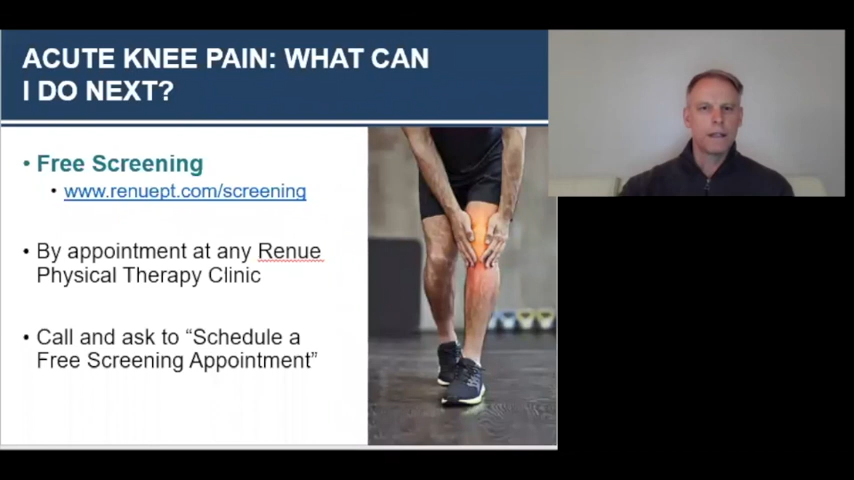 ACUTE KNEE PAIN: WHAT CAN
I DO NEXT?
• Free Screening
• www.renuept.com/screening
• By appointment at any Renue
Physical Therapy Clinic
• Call and ask to “Schedule a
Free Screening Appointment”